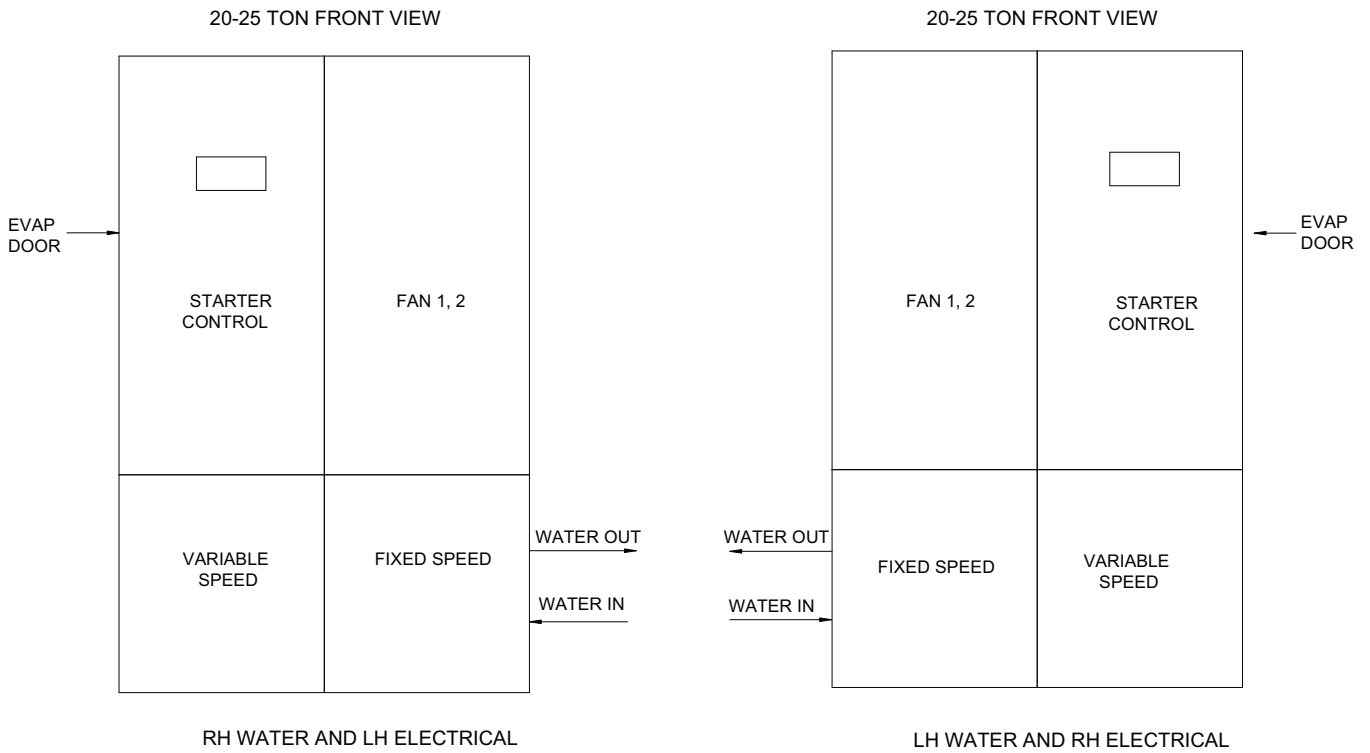 20-25 TON FRONT VIEW
EVAP
DOOR
STARTER
CONTROL
FAN 1, 2
VARIABLE
SPEED
FIXED SPEED
WATER OUT
WATER IN
RH WATER AND LH ELECTRICAL
20-25 TON FRONT VIEW
FAN 1, 2
STARTER
CONTROL
EVAP
DOOR
WATER OUT
WATER IN
FIXED SPEED
VARIABLE
SPEED
LH WATER AND RH ELECTRICAL